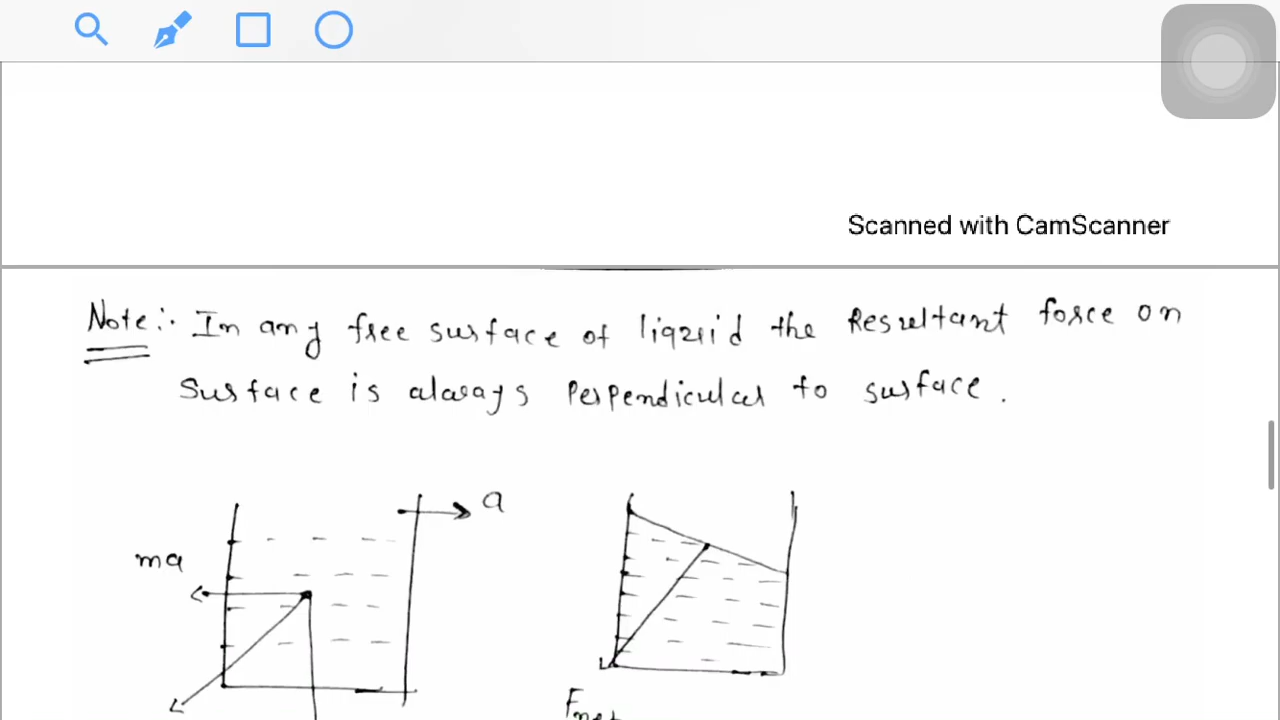 Scanned with CamScanner
Note:- In any free surface of liquid the Resultant force on
Surface is always Perpendicular to surface.
a
ma
Fnet